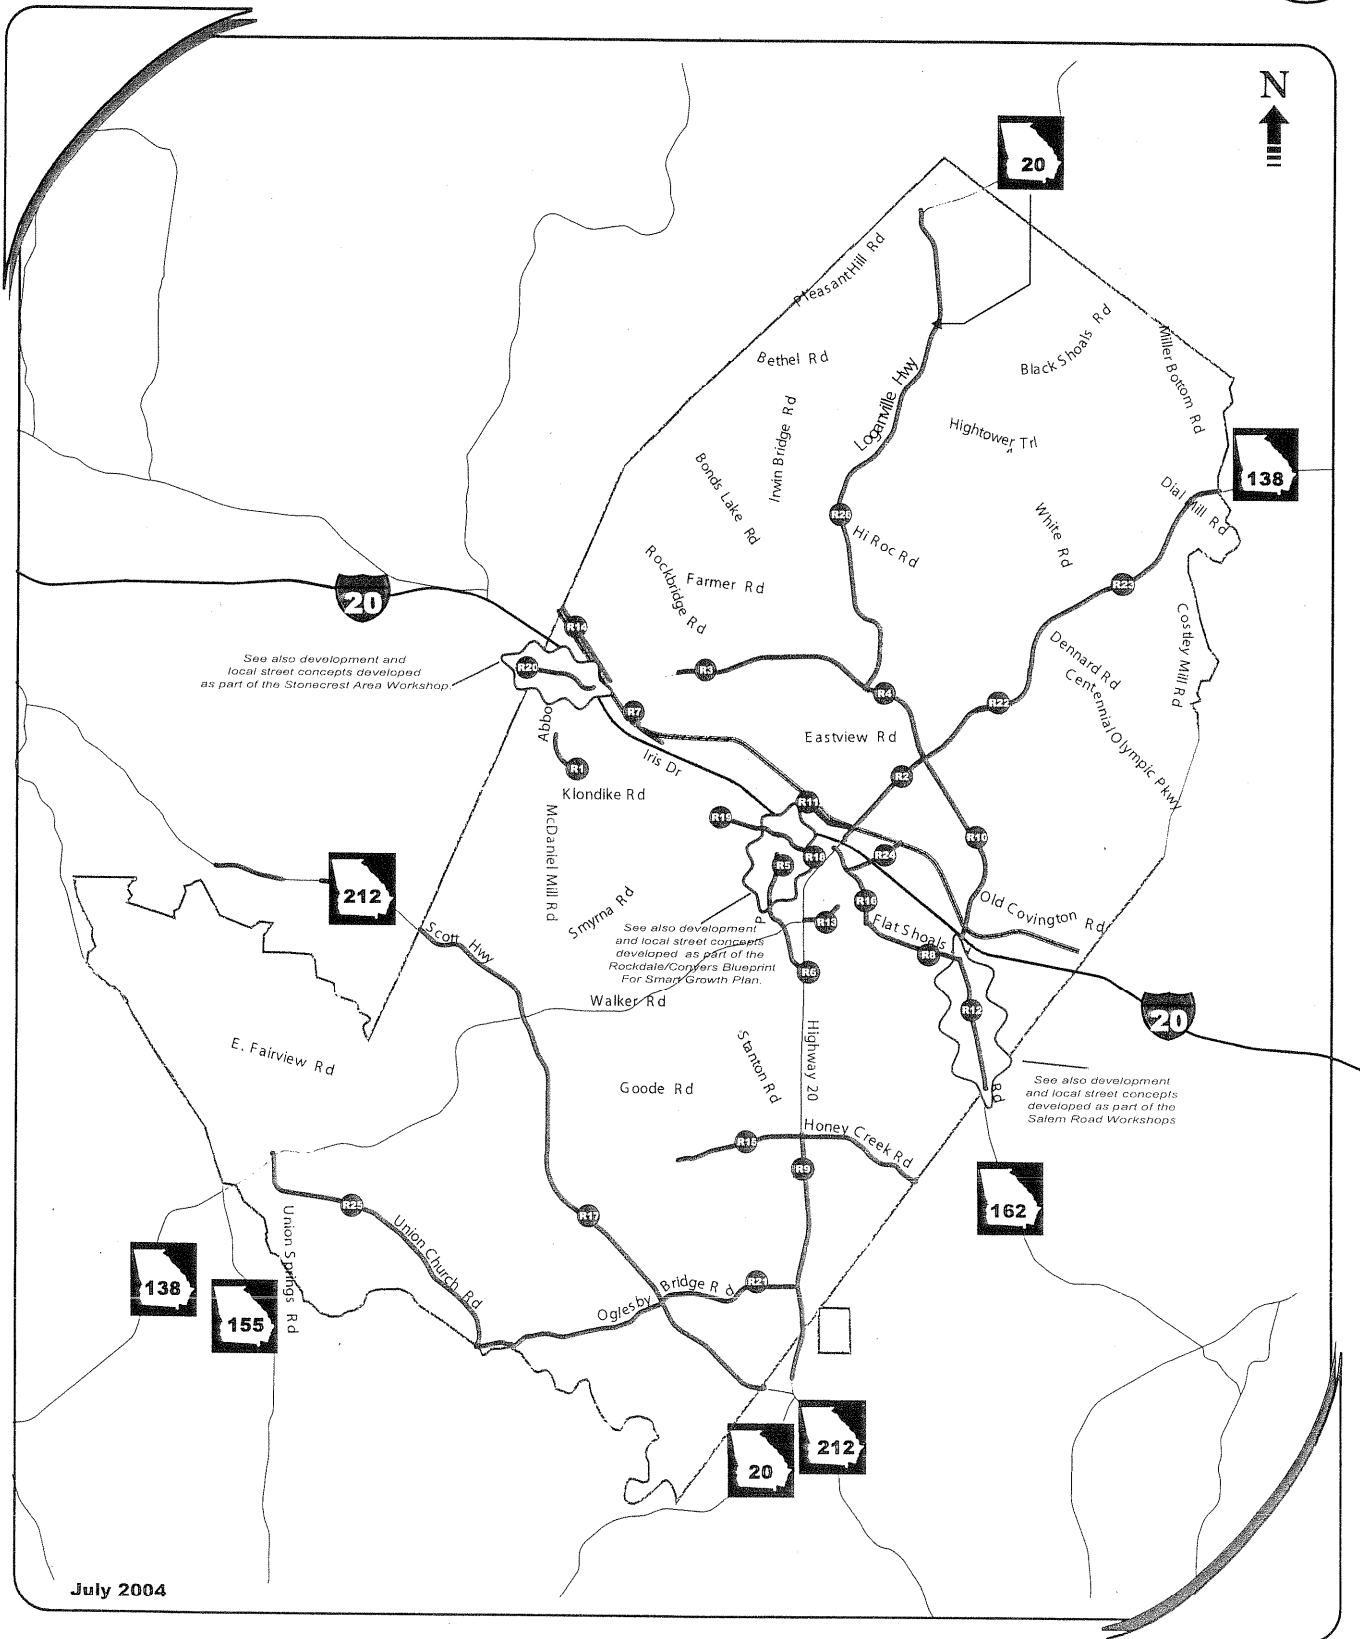 N
20
PleasantHill Rd
Bethel Rd
Black Shoals Rd
Miller Bottom Rd
Loganville Hwy
Irwin Bridge Rd
Hightower Trl
138
Bonds Lake Rd
Dial Mill Rd
R26
Hi Roc Rd
White Rd
Rockbridge Rd
Farmer Rd
R23
20
R14
Costley Mill Rd
See also development and
local street concepts developed
as part of the Stonecrest Area Workshop.
R20
R3
Dennard Rd
R4
Centennial Olympic Pkwy
R22
Abbo
R7
Eastview Rd
Iris Dr
R1
R2
Klondike Rd
R11
R19
McDaniel Mill Rd
R10
R5
R24
212
Smyrna Rd
R16
Old Covington Rd
P
R13
Flat Shoals
Scott Hwy
See also development
and local street concepts
developed as part of the
Rockdale/Conyers Blueprint
For Smart Growth Plan.
R8
R6
Walker Rd
R12
20
Highway 20
E. Fairview Rd
Stanton Rd
Goode Rd
Rd
See also development
and local street concepts
developed as part of the
Salem Road Workshops
Honey Creek Rd
R9
R25
R17
162
Union Springs Rd
Union Church Rd
138
155
R21
Oglesby Bridge Rd
212
20
July 2004